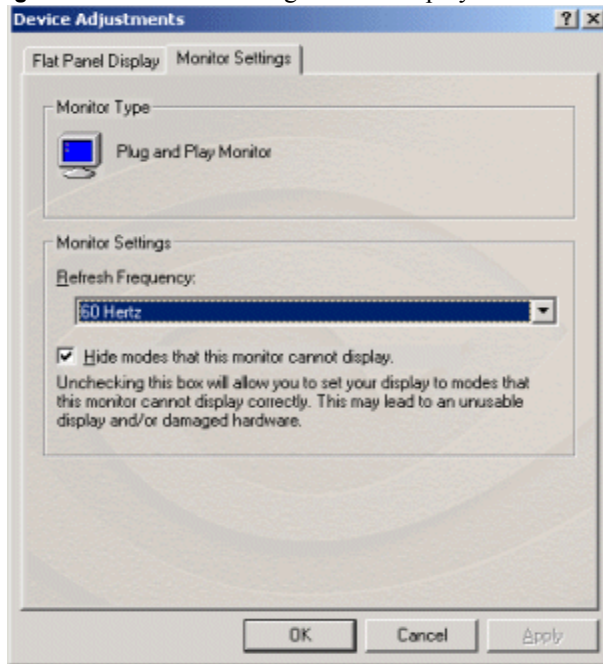 Device Adjustments
Flat Panel Display
Monitor Settings
Monitor Type
Plug and Play Monitor
Monitor Settings
Refresh Frequency:
60 Hertz
Hide modes that this monitor cannot display.
Unchecking this box will allow you to set your display to modes that
this monitor cannot display correctly. This may lead to an unusable
display and/or damaged hardware.
OK
Cancel
Apply